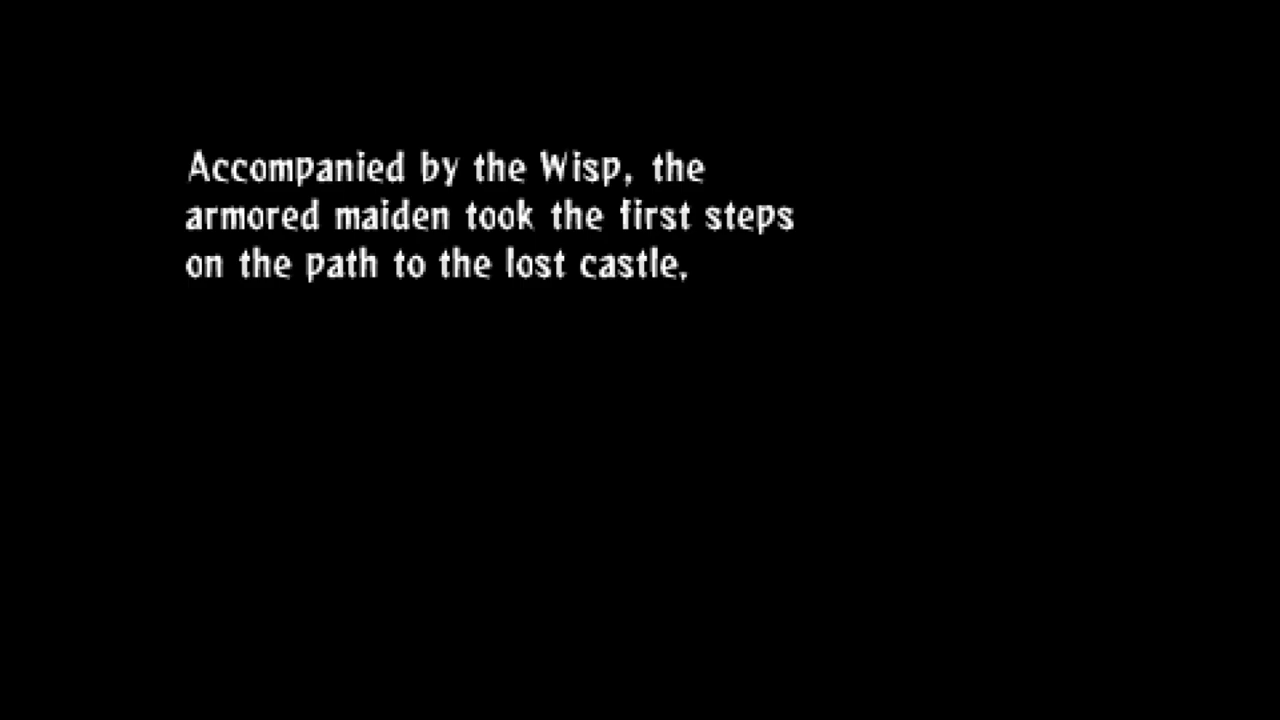 Accompanied by the Wisp, the
armored maiden took the first steps
on the path to the lost castle,